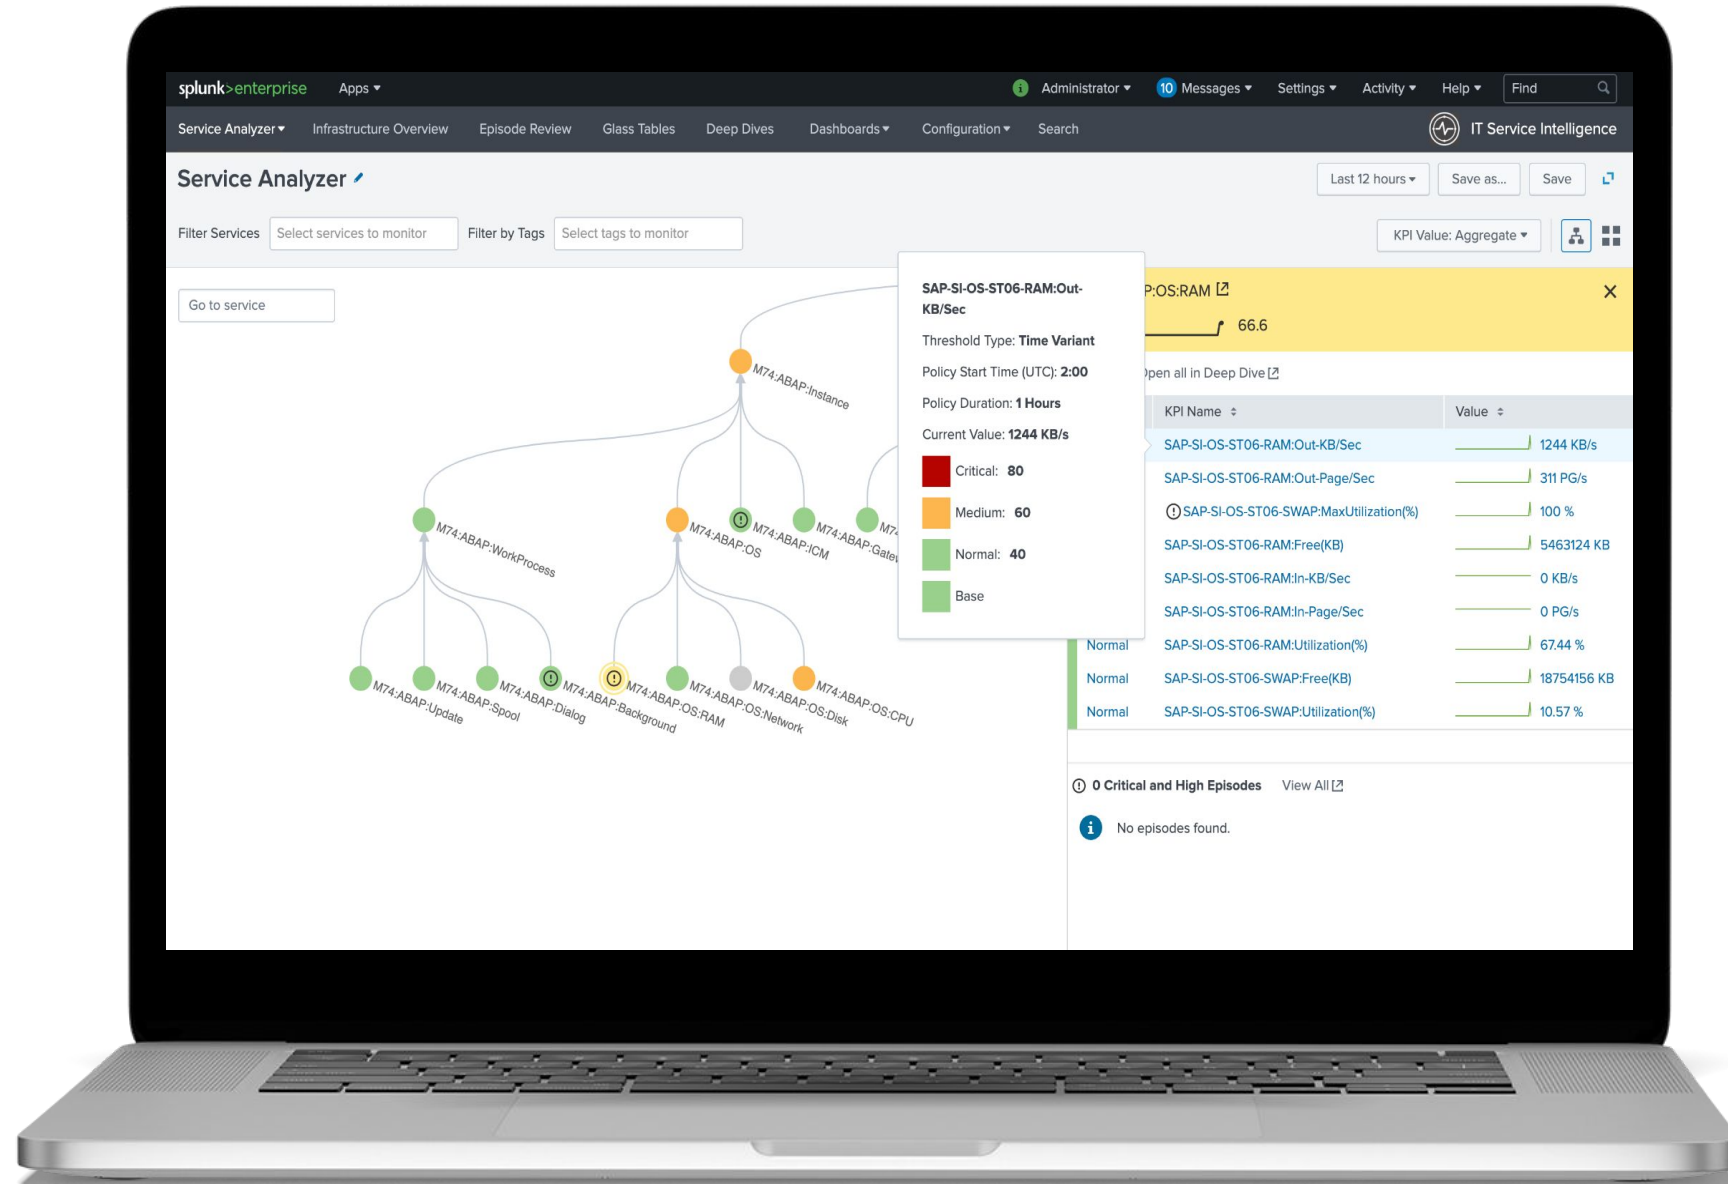 splunk>enterprise Apps
i Administrator 10 Messages Settings Activity Help Find
Service Analyzer Infrastructure Overview Episode Review Glass Tables Deep Dives Dashboards Configuration Search IT Service Intelligence
Service Analyzer
Last 12 hours Save as... Save
Filter Services Select services to monitor Filter by Tags Select tags to monitor
KPI Value: Aggregate
Go to service
M74:ABAP:Instance
M74:ABAP:WorkProcess
M74:ABAP:OS
M74:ABAP:ICM
M74:ABAP:Gatew
M7
M74:ABAP:Update
M74:ABAP:Spool
M74:ABAP:Dialog
M74:ABAP:Background
M74:ABAP:OS:RAM
M74:ABAP:OS:Network
M74:ABAP:OS:Disk
M74:ABAP:OS:CPU
SAP-SI-OS-ST06-RAM:Out-
KB/Sec
Threshold Type: Time Variant
Policy Start Time (UTC): 2:00
Policy Duration: 1 Hours
Current Value: 1244 KB/s
Critical: 80
Medium: 60
Normal: 40
Base
P:OS:RAM
66.6
pen all in Deep Dive
KPI Name Value
SAP-SI-OS-ST06-RAM:Out-KB/Sec 1244 KB/s
SAP-SI-OS-ST06-RAM:Out-Page/Sec 311 PG/s
SAP-SI-OS-ST06-SWAP:MaxUtilization(%) 100 %
SAP-SI-OS-ST06-RAM:Free(KB) 5463124 KB
SAP-SI-OS-ST06-RAM:In-KB/Sec 0 KB/s
SAP-SI-OS-ST06-RAM:In-Page/Sec 0 PG/s
Normal SAP-SI-OS-ST06-RAM:Utilization(%) 67.44 %
Normal SAP-SI-OS-ST06-SWAP:Free(KB) 18754156 KB
Normal SAP-SI-OS-ST06-SWAP:Utilization(%) 10.57 %
0 Critical and High Episodes View All
i No episodes found.